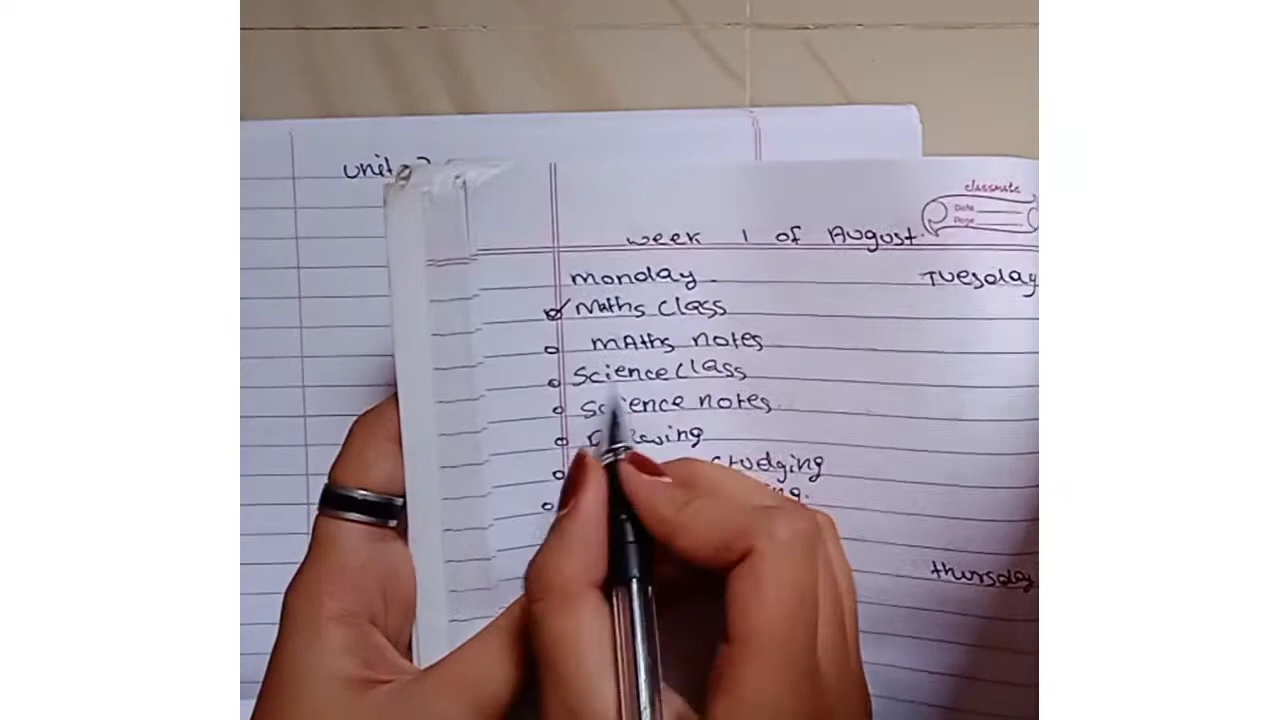 unit
classmate
Date
Page
week 1 of August.
monday
Tuesday
Maths class
mAths notes
Science class
Science notes
studging
thursday